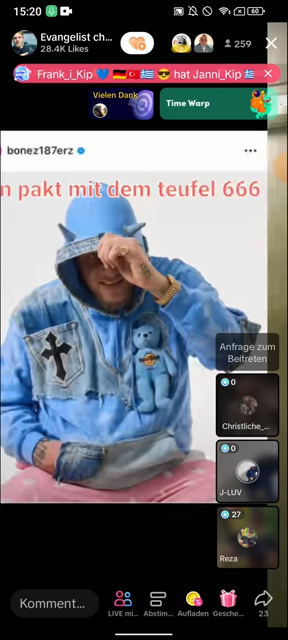 15:20
60
Evangelist ch...
28.4K Likes
259
Frank_i_Kip 💙 🇩🇪🇹🇷🇬🇷 😎 hat Janni_Kip 🇬🇷
Vielen Dank
Time Warp
bonez187erz
n pakt mit dem teufel 666
Anfrage zum
Beitreten
0
Christliche_...
0
J-LUV
27
Reza
Komment...
LIVE mi...
Abstim...
Aufladen
Gesche...
23